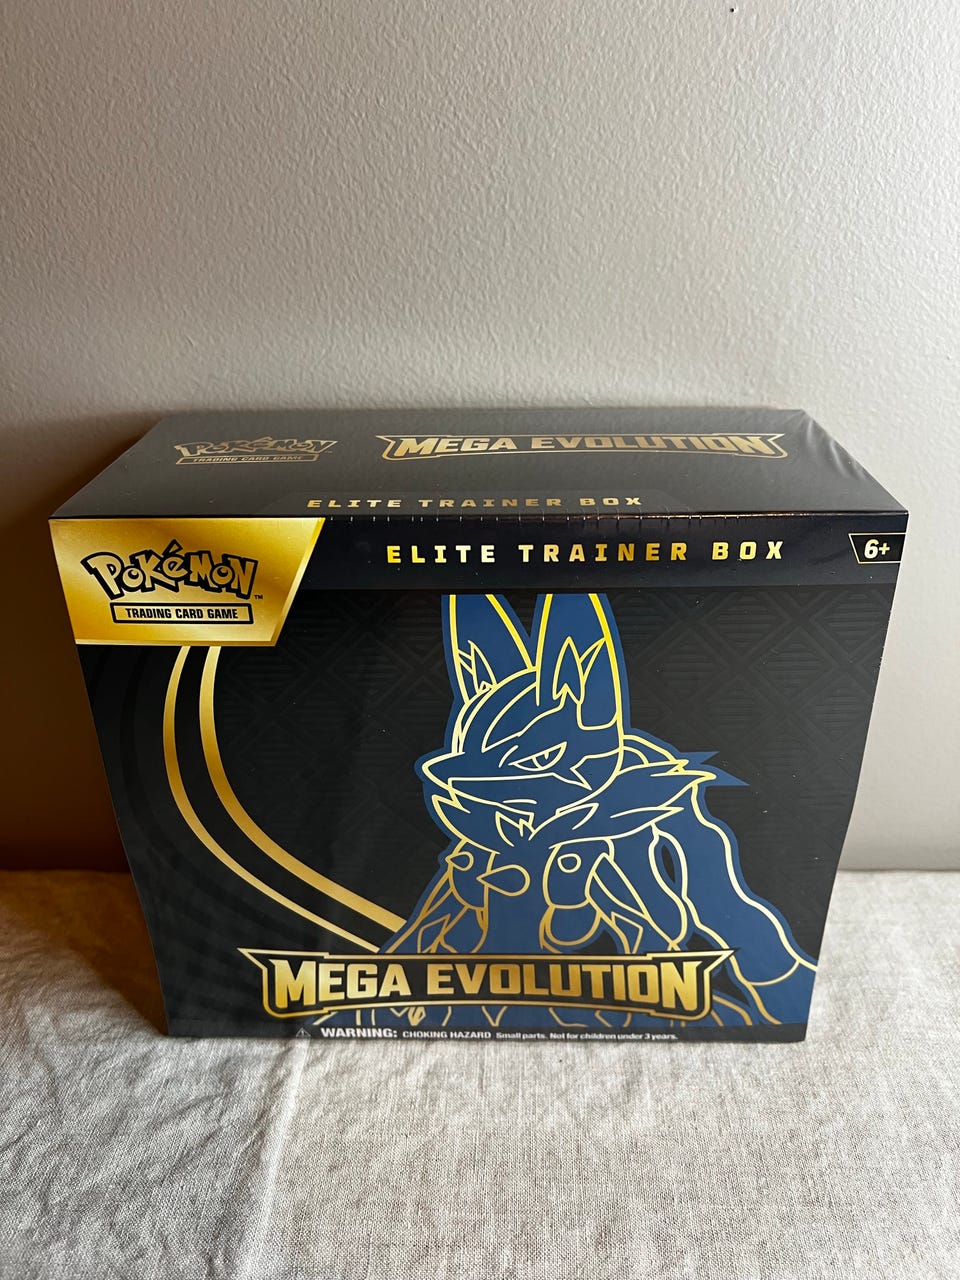 Pokémon
TRADING CARD GAME
MEGA EVOLUTION
ELITE TRAINER BOX
Pokémon™
TRADING CARD GAME
ELITE TRAINER BOX
6+
MEGA EVOLUTION
⚠ WARNING: CHOKING HAZARD Small parts. Not for children under 3 years.